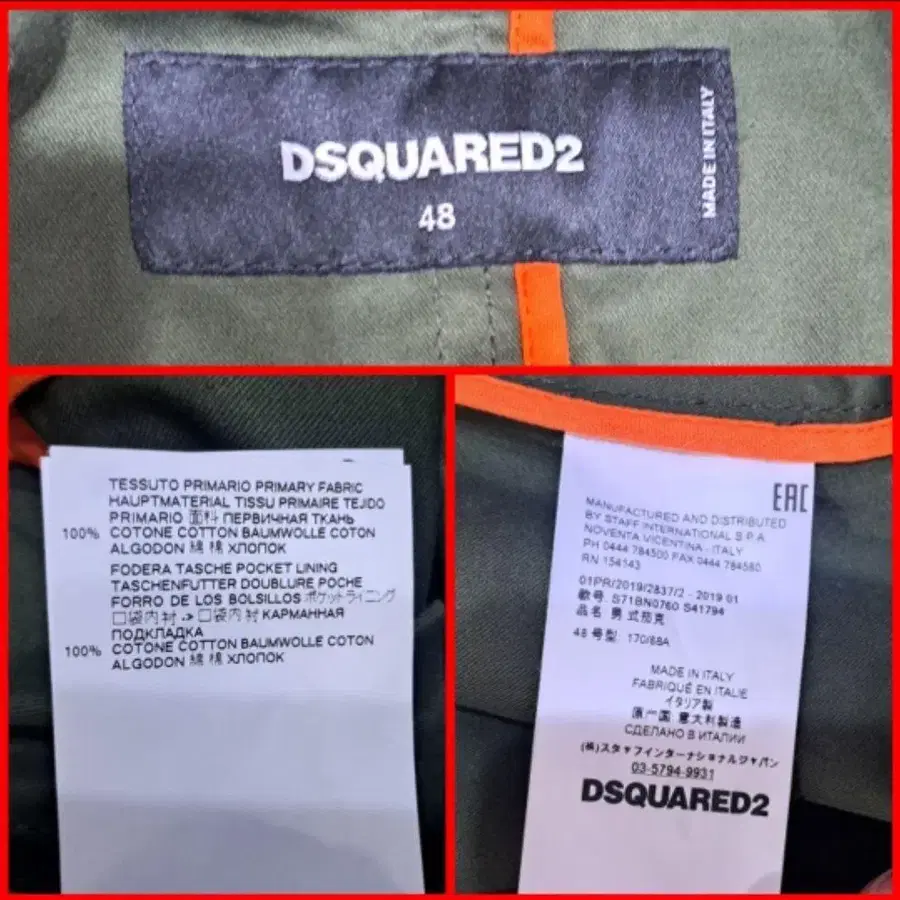 DSQUARED2
48
MADE IN ITALY
TESSUTO PRIMARIO PRIMARY FABRIC
HAUPTMATERIAL TISSU PRIMAIRE TEJIDO
PRIMARIO 面料 ПЕРВИЧНАЯ ТКАНЬ
100% COTONE COTTON BAUMWOLLE COTON
ALGODON 綿 棉 ХЛОПОК
FODERA TASCHE POCKET LINING
TASCHENFUTTER DOUBLURE POCHE
FORRO DE LOS BOLSILLOS ポケットライニング
口袋内衬 -> 口袋内衬 КАРМАННАЯ
ПОДКЛАДКА
100% COTONE COTTON BAUMWOLLE COTON
ALGODON 綿 棉 ХЛОПОК
EAC
MANUFACTURED AND DISTRIBUTED
BY STAFF INTERNATIONAL S.P.A.
NOVENTA VICENTINA - ITALY
PH 0444 784500 FAX 0444 784580
RN 154143
01PR/2019/2837/2 - 2019 01
款号 S71BN0760 S41794
品名 男式茄克
48 号型 170/88A
MADE IN ITALY
FABRIQUÉ EN ITALIE
イタリア製
原产国 意大利製造
СДЕЛАНО В ИТАЛИИ
(株)スタッフインターナショナルジャパン
03-5794-9931
DSQUARED2